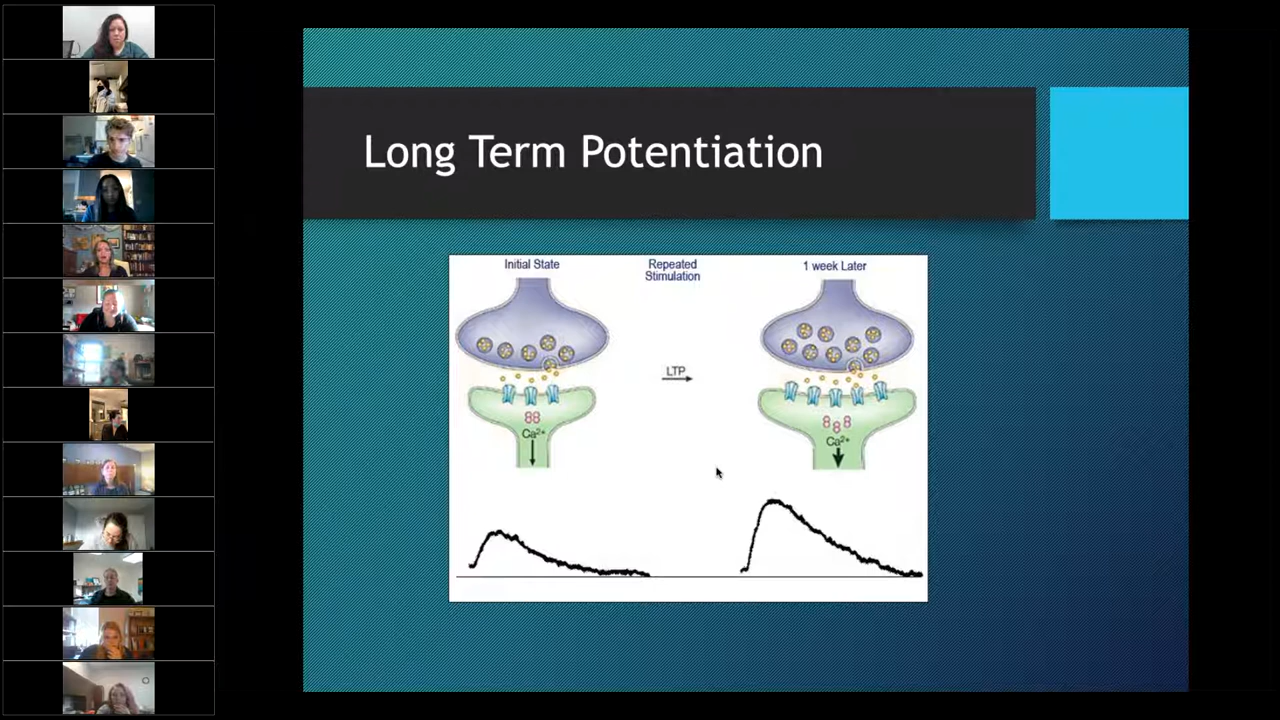 Long Term Potentiation
Initial State
Repeated
Stimulation
1 week Later
LTP
Ca²⁺
Ca²⁺